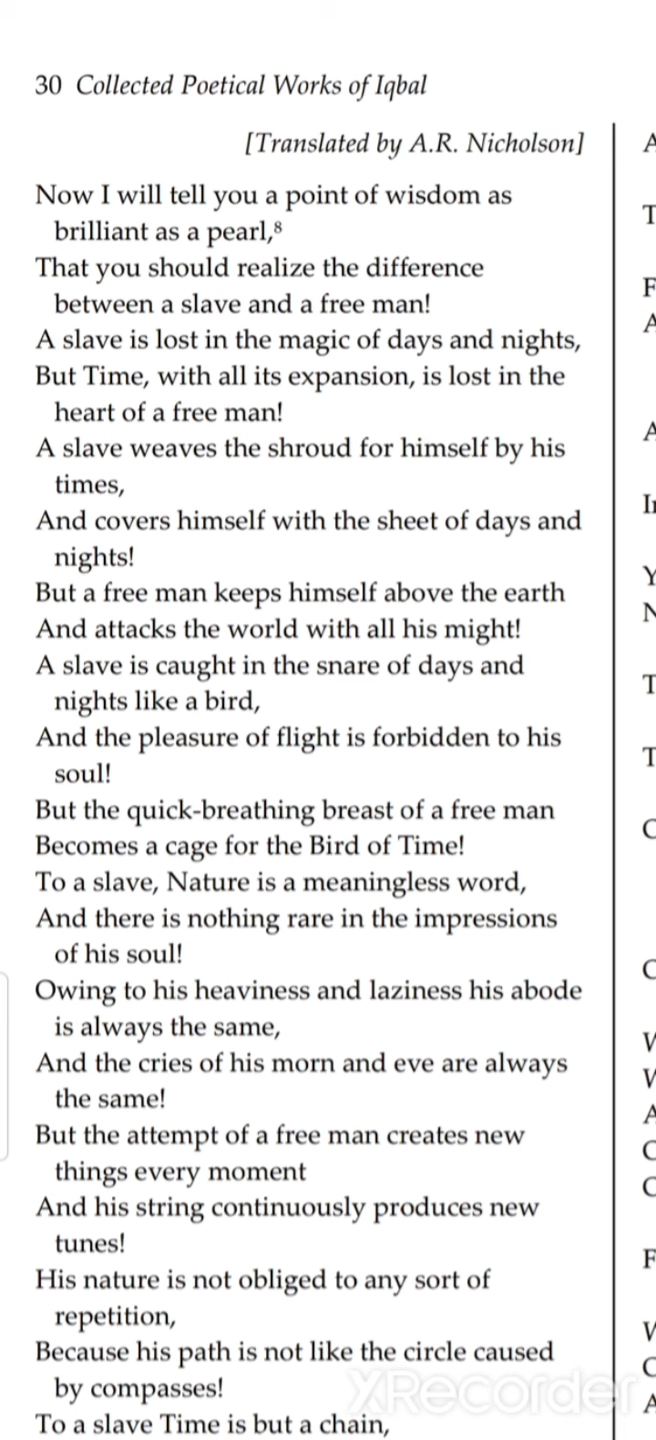 30 Collected Poetical Works of Iqbal
[Translated by A.R. Nicholson]
Now I will tell you a point of wisdom as
brilliant as a pearl,⁸
That you should realize the difference
between a slave and a free man!
A slave is lost in the magic of days and nights,
But Time, with all its expansion, is lost in the
heart of a free man!
A slave weaves the shroud for himself by his
times,
And covers himself with the sheet of days and
nights!
But a free man keeps himself above the earth
And attacks the world with all his might!
A slave is caught in the snare of days and
nights like a bird,
And the pleasure of flight is forbidden to his
soul!
But the quick-breathing breast of a free man
Becomes a cage for the Bird of Time!
To a slave, Nature is a meaningless word,
And there is nothing rare in the impressions
of his soul!
Owing to his heaviness and laziness his abode
is always the same,
And the cries of his morn and eve are always
the same!
But the attempt of a free man creates new
things every moment
And his string continuously produces new
tunes!
His nature is not obliged to any sort of
repetition,
Because his path is not like the circle caused
by compasses!
To a slave Time is but a chain,
XRecorder